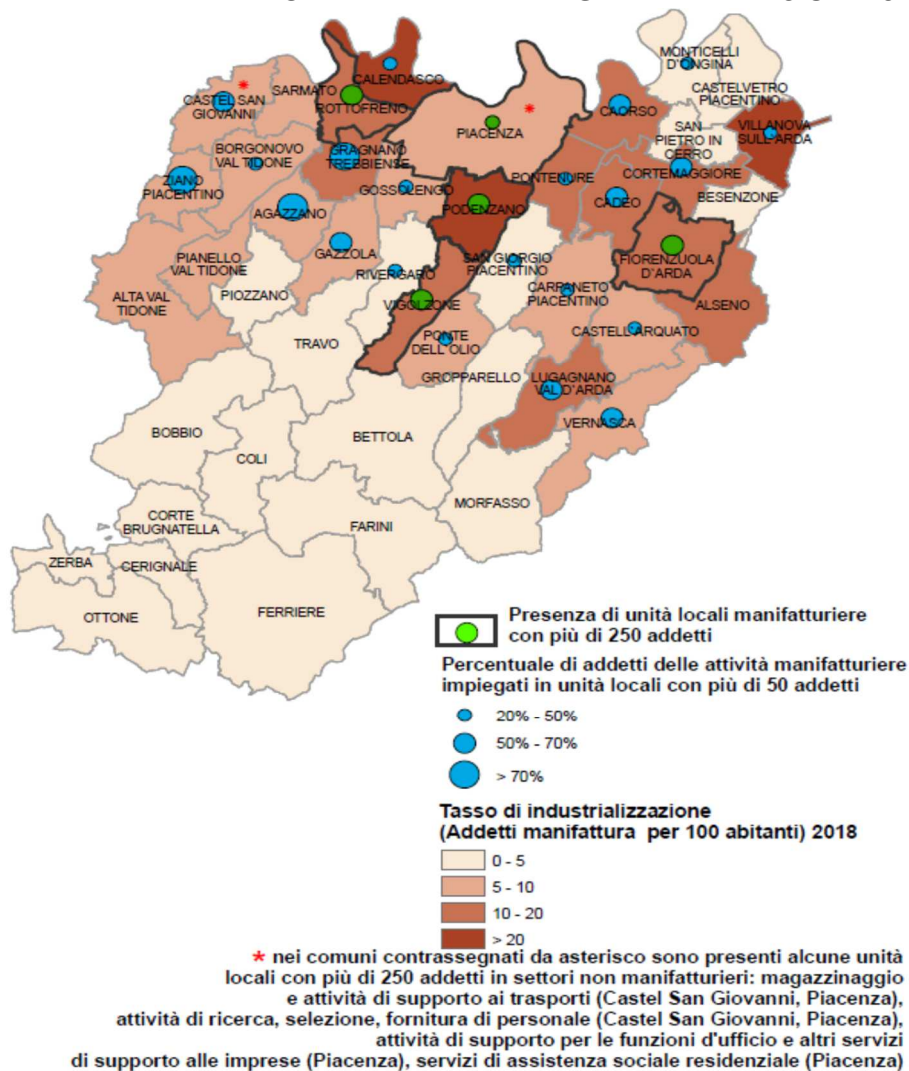 MONTICELLI
D'ONGINA
CALENDASCO
CASTELVETRO
PIACENTINO
SARMATO
CASTEL SAN
GIOVANNI
ROTTOFRENO
CAORSO
PIACENZA
SAN
PIETRO IN
CERRO
VILLANOVA
SULL'ARDA
BORGONOVO
VAL TIDONE
GRAGNANO
TREBBIENSE
ZIANO
PIACENTINO
GOSSOLENGO
PONTENURE
CORTEMAGGIORE
BESENZONE
CADEO
AGAZZANO
PODENZANO
GAZZOLA
PIANELLO
VAL TIDONE
SAN GIORGIO
PIACENTINO
FIORENZUOLA
D'ARDA
RIVERGARO
PIOZZANO
CARPANETO
PIACENTINO
ALTA VAL
TIDONE
VIGOLZONE
ALSENO
CASTELL'ARQUATO
TRAVO
PONTE
DELL'OLIO
GROPPARELLO
LUGAGNANO
VAL D'ARDA
VERNASCA
BOBBIO
BETTOLA
COLI
MORFASSO
CORTE
BRUGNATELLA
FARINI
ZERBA
CERIGNALE
OTTONE
FERRIERE
Presenza di unità locali manifatturiere
con più di 250 addetti
Percentuale di addetti delle attività manifatturiere
impiegati in unità locali con più di 50 addetti
20% - 50%
50% - 70%
> 70%
Tasso di industrializzazione
(Addetti manifattura per 100 abitanti) 2018
0 - 5
5 - 10
10 - 20
> 20
* nei comuni contrassegnati da asterisco sono presenti alcune unità
locali con più di 250 addetti in settori non manifatturieri: magazzinaggio
e attività di supporto ai trasporti (Castel San Giovanni, Piacenza),
attività di ricerca, selezione, fornitura di personale (Castel San Giovanni, Piacenza),
attività di supporto per le funzioni d'ufficio e altri servizi
di supporto alle imprese (Piacenza), servizi di assistenza sociale residenziale (Piacenza)